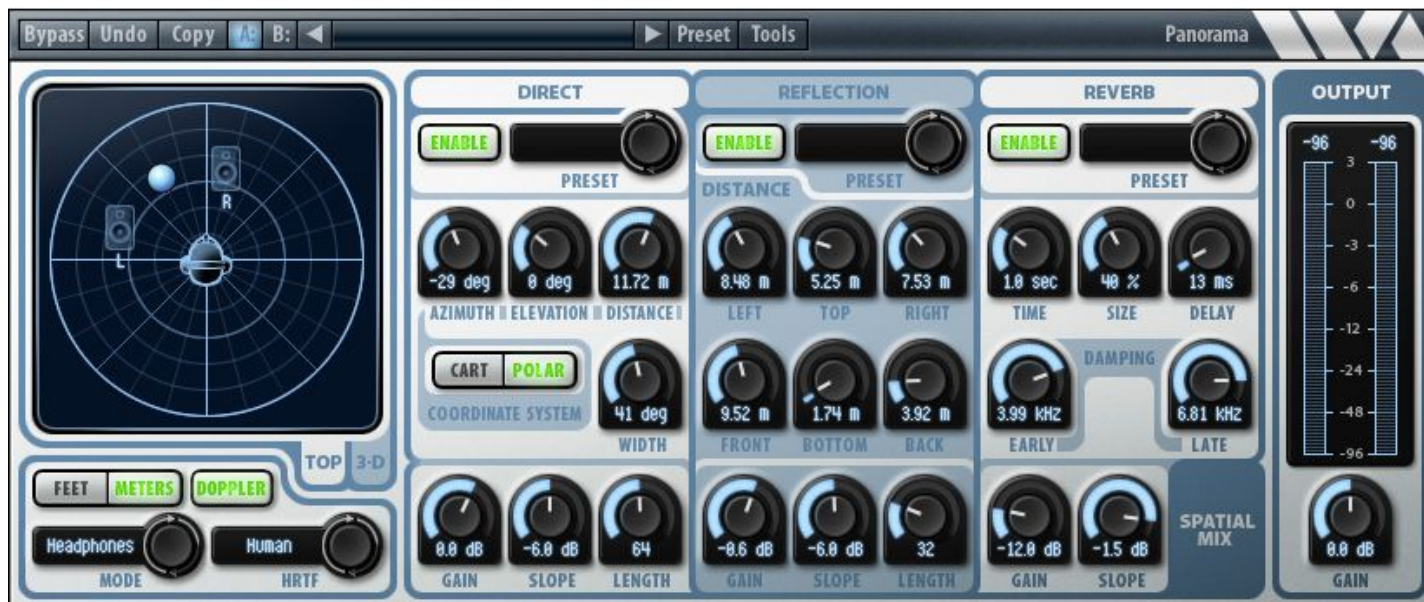 Bypass Undo Copy A: B: Preset Tools Panorama
DIRECT REFLECTION REVERB OUTPUT
ENABLE ENABLE ENABLE
PRESET PRESET PRESET
DISTANCE
-96 -96
3
0
-3
-6
-12
-24
-48
-96
R
L
-29 deg 0 deg 11.72 m 8.48 m 5.25 m 7.53 m 1.0 sec 40 % 13 ms
AZIMUTH ELEVATION DISTANCE LEFT TOP RIGHT TIME SIZE DELAY
CART POLAR
COORDINATE SYSTEM
DAMPING
41 deg 9.52 m 1.74 m 3.92 m 3.99 kHz 6.81 kHz
WIDTH FRONT BOTTOM BACK EARLY LATE
TOP 3-D
FEET METERS DOPPLER
Headphones Human
MODE HRTF
0.0 dB -6.0 dB 64 -0.6 dB -6.0 dB 32 -12.0 dB -1.5 dB 0.0 dB
GAIN SLOPE LENGTH GAIN SLOPE LENGTH GAIN SLOPE GAIN
SPATIAL
MIX